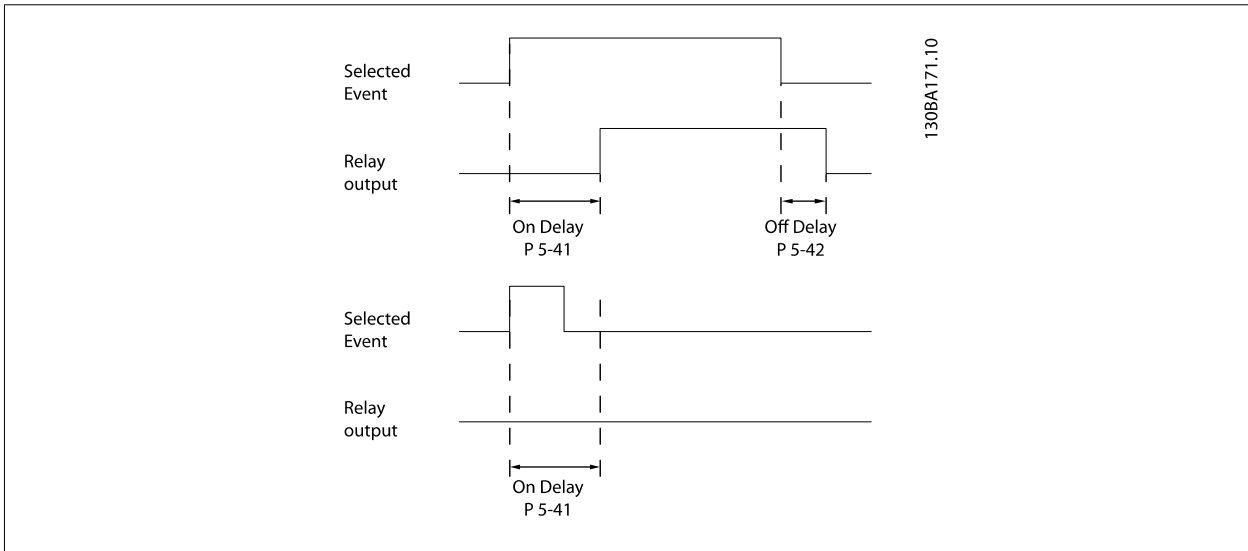 Selected
Event
130BA171.10
Relay
output
On Delay
P 5-41
Off Delay
P 5-42
Selected
Event
Relay
output
On Delay
P 5-41